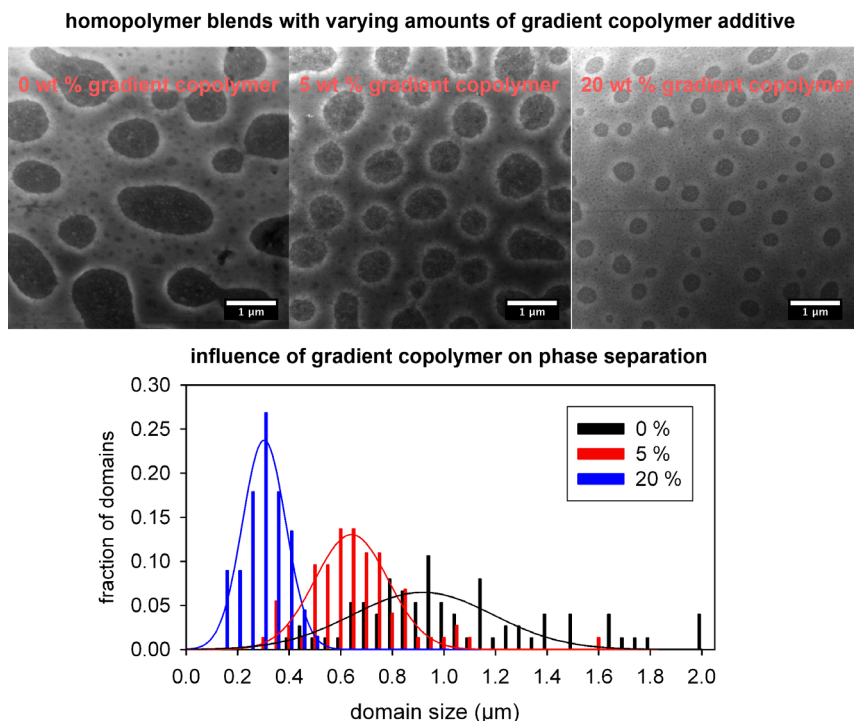 homopolymer blends with varying amounts of gradient copolymer additive
0 wt % gradient copolymer
5 wt % gradient copolymer
20 wt % gradient copolymer
1 µm
1 µm
1 µm
influence of gradient copolymer on phase separation
0.30
0.25
0.20
0.15
0.10
0.05
0.00
fraction of domains
0 %
5 %
20 %
0.0 0.2 0.4 0.6 0.8 1.0 1.2 1.4 1.6 1.8 2.0
domain size (µm)